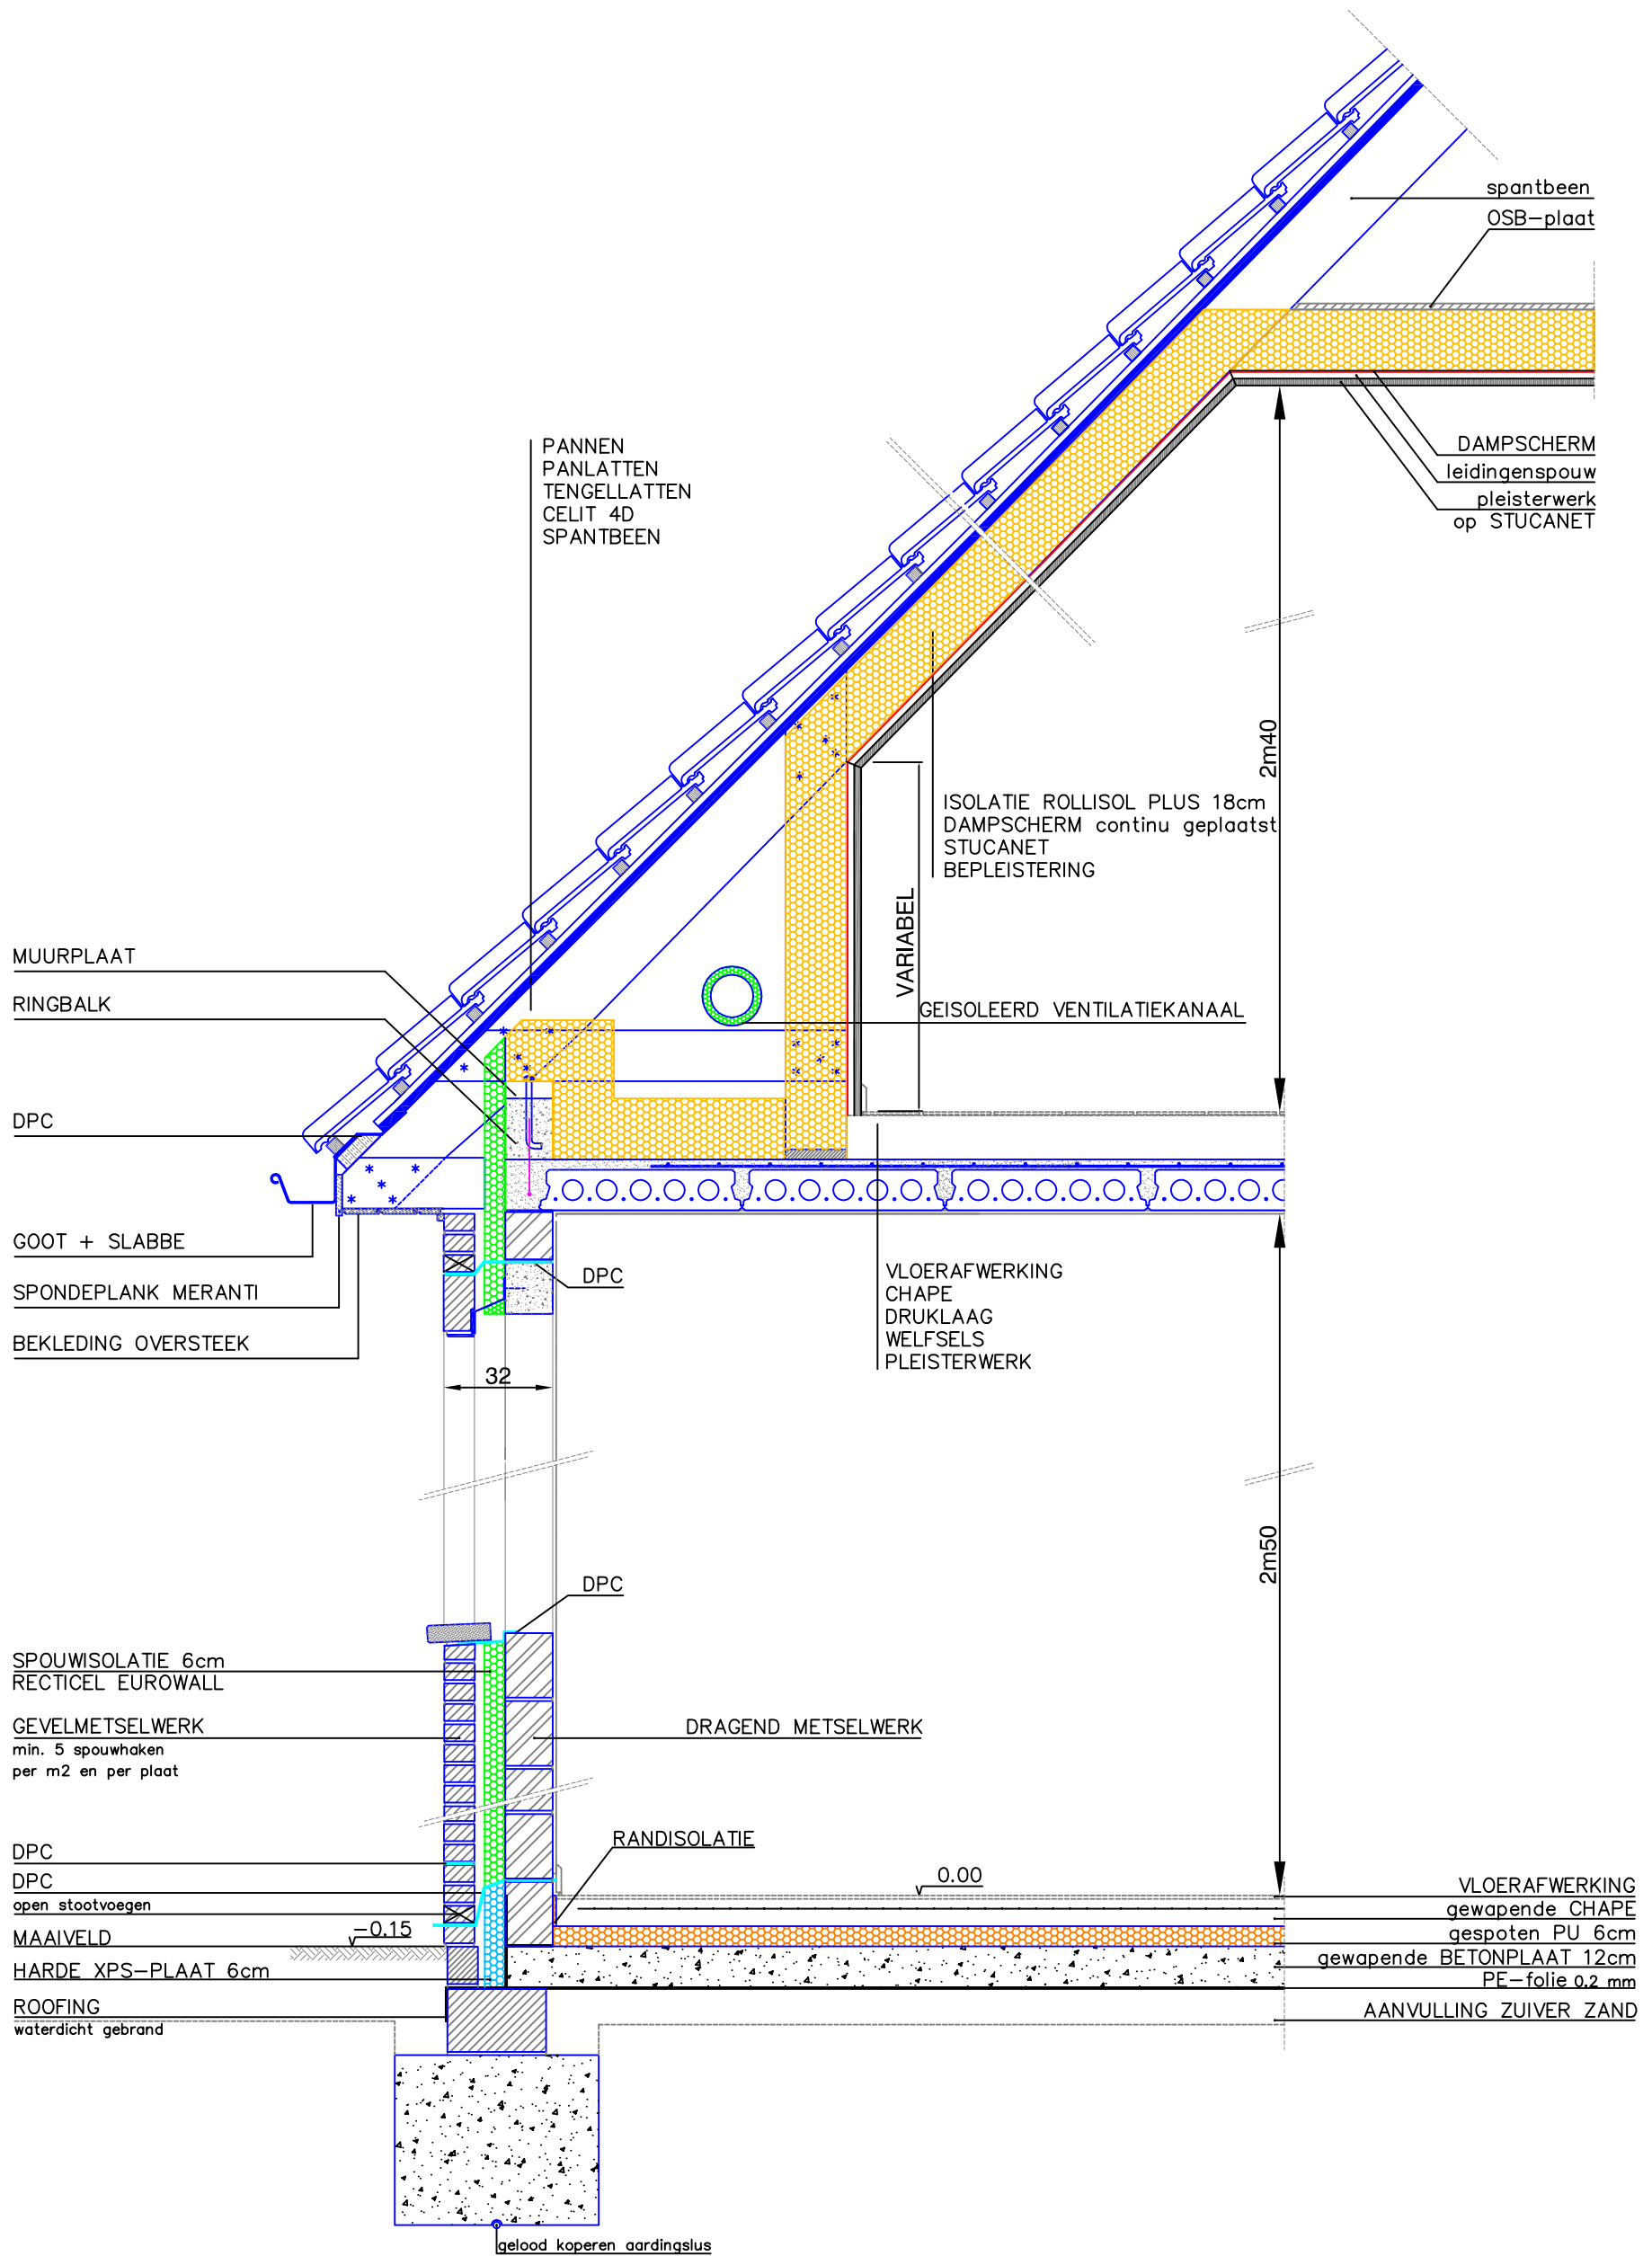 spantbeen
OSB-plaat
DAMPSCHERM
leidingenspouw
pleisterwerk
op STUCANET
PANNEN
PANLATTEN
TENGELLATTEN
CELIT 4D
SPANTBEEN
2m40
ISOLATIE ROLLISOL PLUS 18cm
DAMPSCHERM continu geplaatst
STUCANET
BEPLEISTERING
VARIABEL
MUURPLAAT
RINGBALK
GEISOLEERD VENTILATIEKANAAL
DPC
GOOT + SLABBE
SPONDEPLANK MERANTI
BEKLEDING OVERSTEEK
DPC
VLOERAFWERKING
CHAPE
DRUKLAAG
WELFSELS
PLEISTERWERK
32
2m50
DPC
SPOUWISOLATIE 6cm
RECTICEL EUROWALL
GEVELMETSELWERK
min. 5 spouwhaken
per m2 en per plaat
DRAGEND METSELWERK
RANDISOLATIE
DPC
DPC
open stootvoegen
MAAIVELD
-0.15
HARDE XPS-PLAAT 6cm
ROOFING
waterdicht gebrand
0.00
VLOERAFWERKING
gewapende CHAPE
gespoten PU 6cm
gewapende BETONPLAAT 12cm
PE-folie 0.2 mm
AANVULLING ZUIVER ZAND
gelood koperen aardingslus